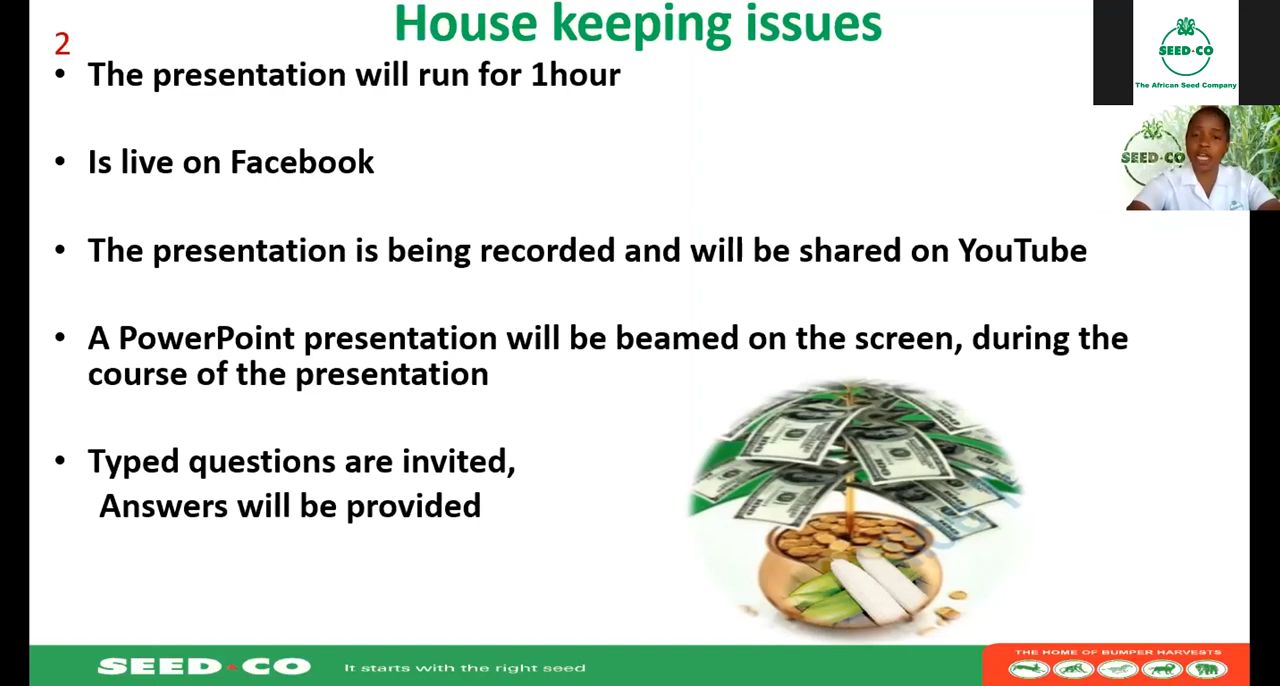 House keeping issues
2
• The presentation will run for 1hour
• Is live on Facebook
• The presentation is being recorded and will be shared on YouTube
• A PowerPoint presentation will be beamed on the screen, during the
course of the presentation
• Typed questions are invited,
Answers will be provided
SEED·CO
The African Seed Company
SEED·CO
SEED·CO
It starts with the right seed
THE HOME OF BUMPER HARVESTS